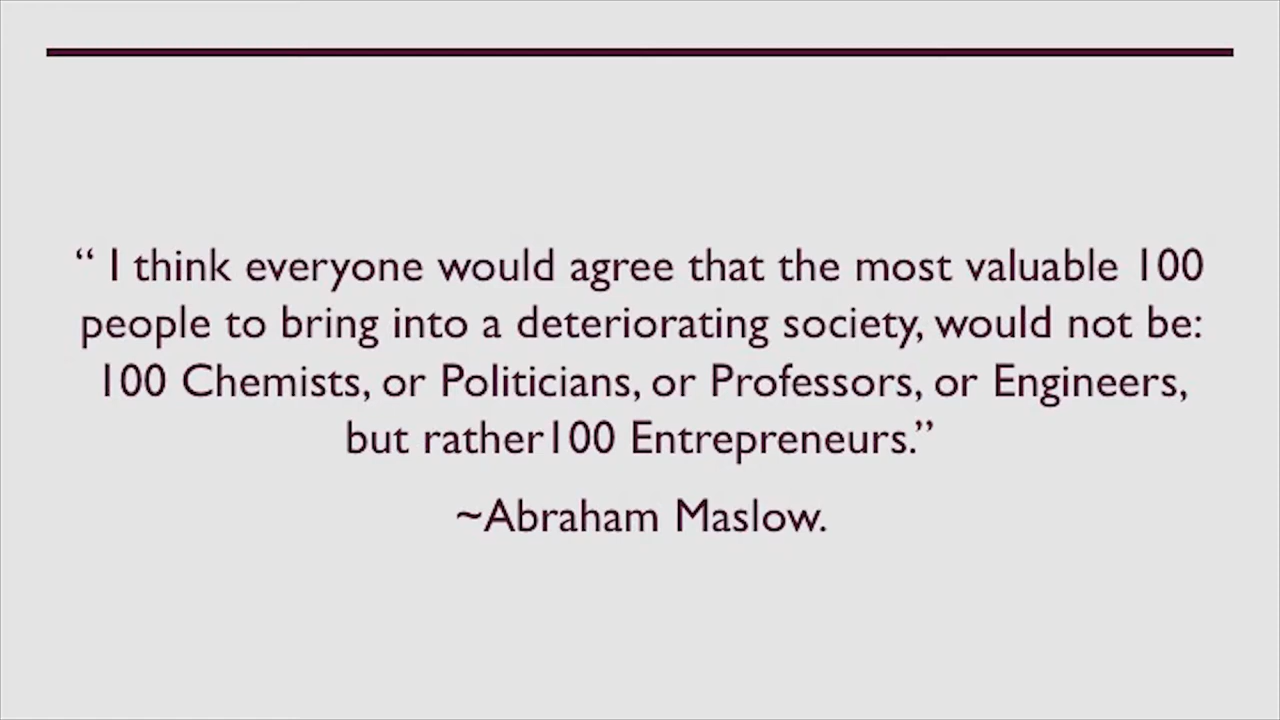 “ I think everyone would agree that the most valuable 100
people to bring into a deteriorating society, would not be:
100 Chemists, or Politicians, or Professors, or Engineers,
but rather100 Entrepreneurs.”
~Abraham Maslow.